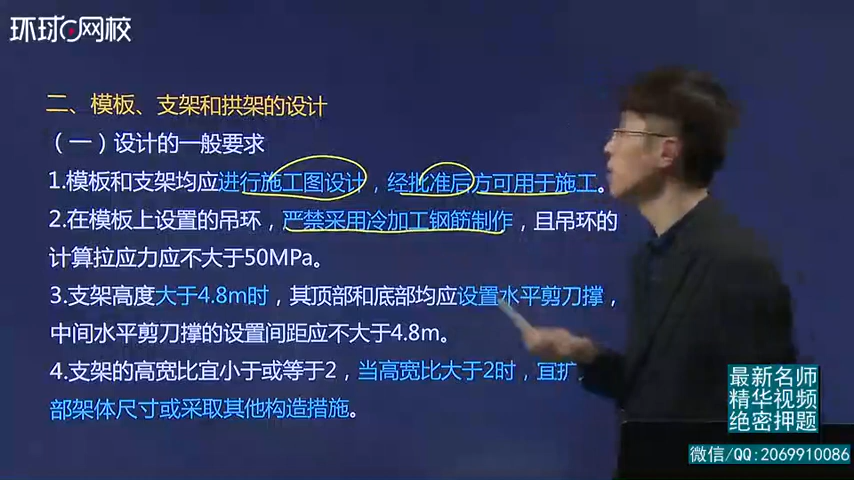 环球网校
二、模板、支架和拱架的设计
（一）设计的一般要求
1.模板和支架均应进行施工图设计，经批准后方可用于施工。
2.在模板上设置的吊环，严禁采用冷加工钢筋制作，且吊环的
计算拉应力应不大于50MPa。
3.支架高度大于4.8m时，其顶部和底部均应设置水平剪刀撑，
中间水平剪刀撑的设置间距应不大于4.8m。
4.支架的高宽比宜小于或等于2，当高宽比大于2时，宜扩
部架体尺寸或采取其他构造措施。
最新名师
精华视频
绝密押题
微信/QQ:2069910086